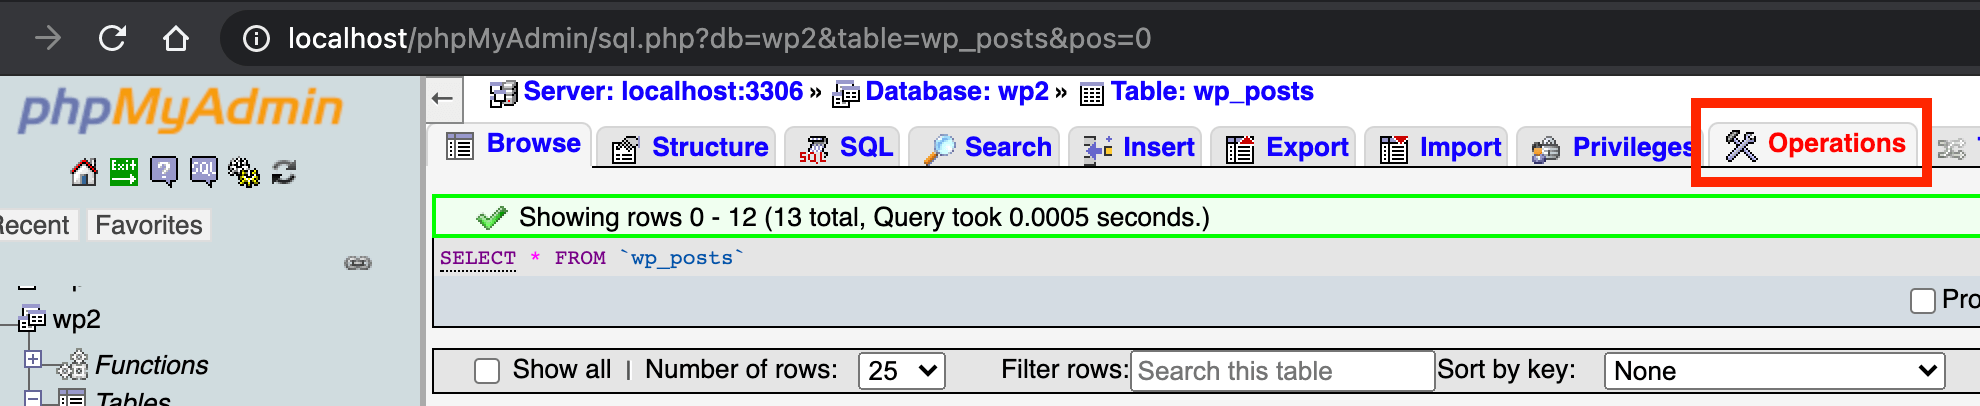 localhost/phpMyAdmin/sql.php?db=wp2&table=wp_posts&pos=0
phpMyAdmin
Server: localhost:3306 » Database: wp2 » Table: wp_posts
Browse Structure SQL Search Insert Export Import Privileges Operations
Exit ? SQL
Recent Favorites
Showing rows 0 - 12 (13 total, Query took 0.0005 seconds.)
SELECT * FROM `wp_posts`
Pro
wp2
Functions
Tables
Show all | Number of rows: 25 Filter rows: Search this table Sort by key: None